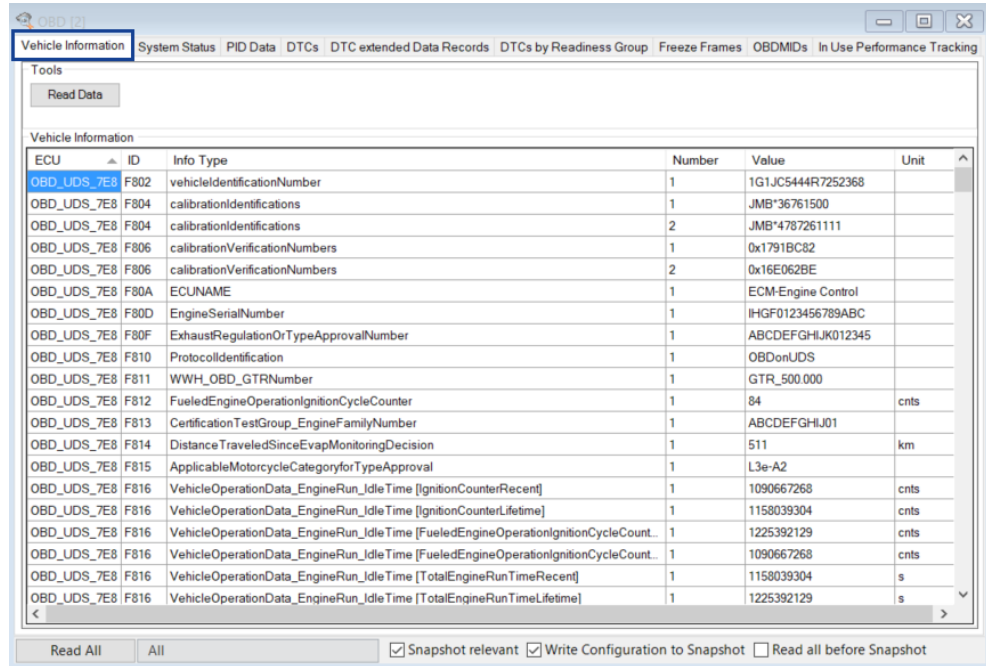 OBD [2]
Vehicle Information System Status PID Data DTCs DTC extended Data Records DTCs by Readiness Group Freeze Frames OBDMIDs In Use Performance Tracking
Tools
Read Data
Vehicle Information
ECU ID Info Type Number Value Unit
OBD_UDS_7E8 F802 vehicleIdentificationNumber 1 1G1JC5444R7252368
OBD_UDS_7E8 F804 calibrationIdentifications 1 JMB*36761500
OBD_UDS_7E8 F804 calibrationIdentifications 2 JMB*4787261111
OBD_UDS_7E8 F806 calibrationVerificationNumbers 1 0x1791BC82
OBD_UDS_7E8 F806 calibrationVerificationNumbers 2 0x16E062BE
OBD_UDS_7E8 F80A ECUNAME 1 ECM-Engine Control
OBD_UDS_7E8 F80D EngineSerialNumber 1 IHGF0123456789ABC
OBD_UDS_7E8 F80F ExhaustRegulationOrTypeApprovalNumber 1 ABCDEFGHIJK012345
OBD_UDS_7E8 F810 ProtocolIdentification 1 OBDonUDS
OBD_UDS_7E8 F811 WWH_OBD_GTRNumber 1 GTR_500.000
OBD_UDS_7E8 F812 FueledEngineOperationIgnitionCycleCounter 1 84 cnts
OBD_UDS_7E8 F813 CertificationTestGroup_EngineFamilyNumber 1 ABCDEFGHIJ01
OBD_UDS_7E8 F814 DistanceTraveledSinceEvapMonitoringDecision 1 511 km
OBD_UDS_7E8 F815 ApplicableMotorcycleCategoryforTypeApproval 1 L3e-A2
OBD_UDS_7E8 F816 VehicleOperationData_EngineRun_IdleTime [IgnitionCounterRecent] 1 1090667268 cnts
OBD_UDS_7E8 F816 VehicleOperationData_EngineRun_IdleTime [IgnitionCounterLifetime] 1 1158039304 cnts
OBD_UDS_7E8 F816 VehicleOperationData_EngineRun_IdleTime [FueledEngineOperationIgnitionCycleCount... 1 1225392129 cnts
OBD_UDS_7E8 F816 VehicleOperationData_EngineRun_IdleTime [FueledEngineOperationIgnitionCycleCount... 1 1090667268 cnts
OBD_UDS_7E8 F816 VehicleOperationData_EngineRun_IdleTime [TotalEngineRunTimeRecent] 1 1158039304 s
OBD_UDS_7E8 F816 VehicleOperationData_EngineRun_IdleTime [TotalEngineRunTimeLifetime] 1 1225392129 s
Read All All Snapshot relevant Write Configuration to Snapshot Read all before Snapshot